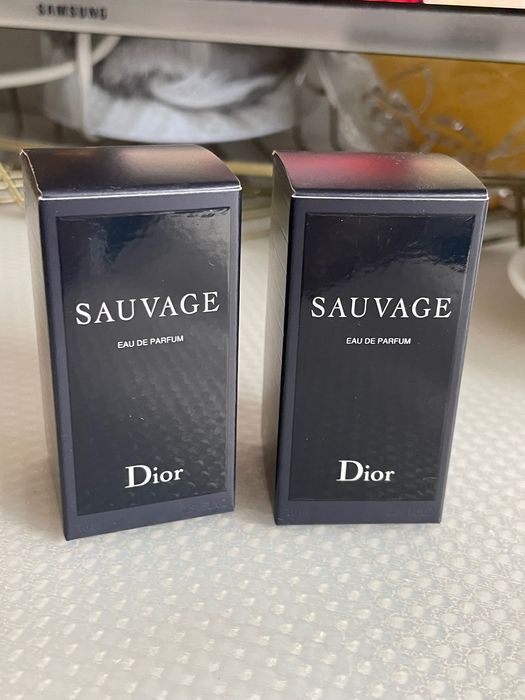 SAMSUNG
SAUVAGE
EAU DE PARFUM
Dior
SAUVAGE
EAU DE PARFUM
Dior